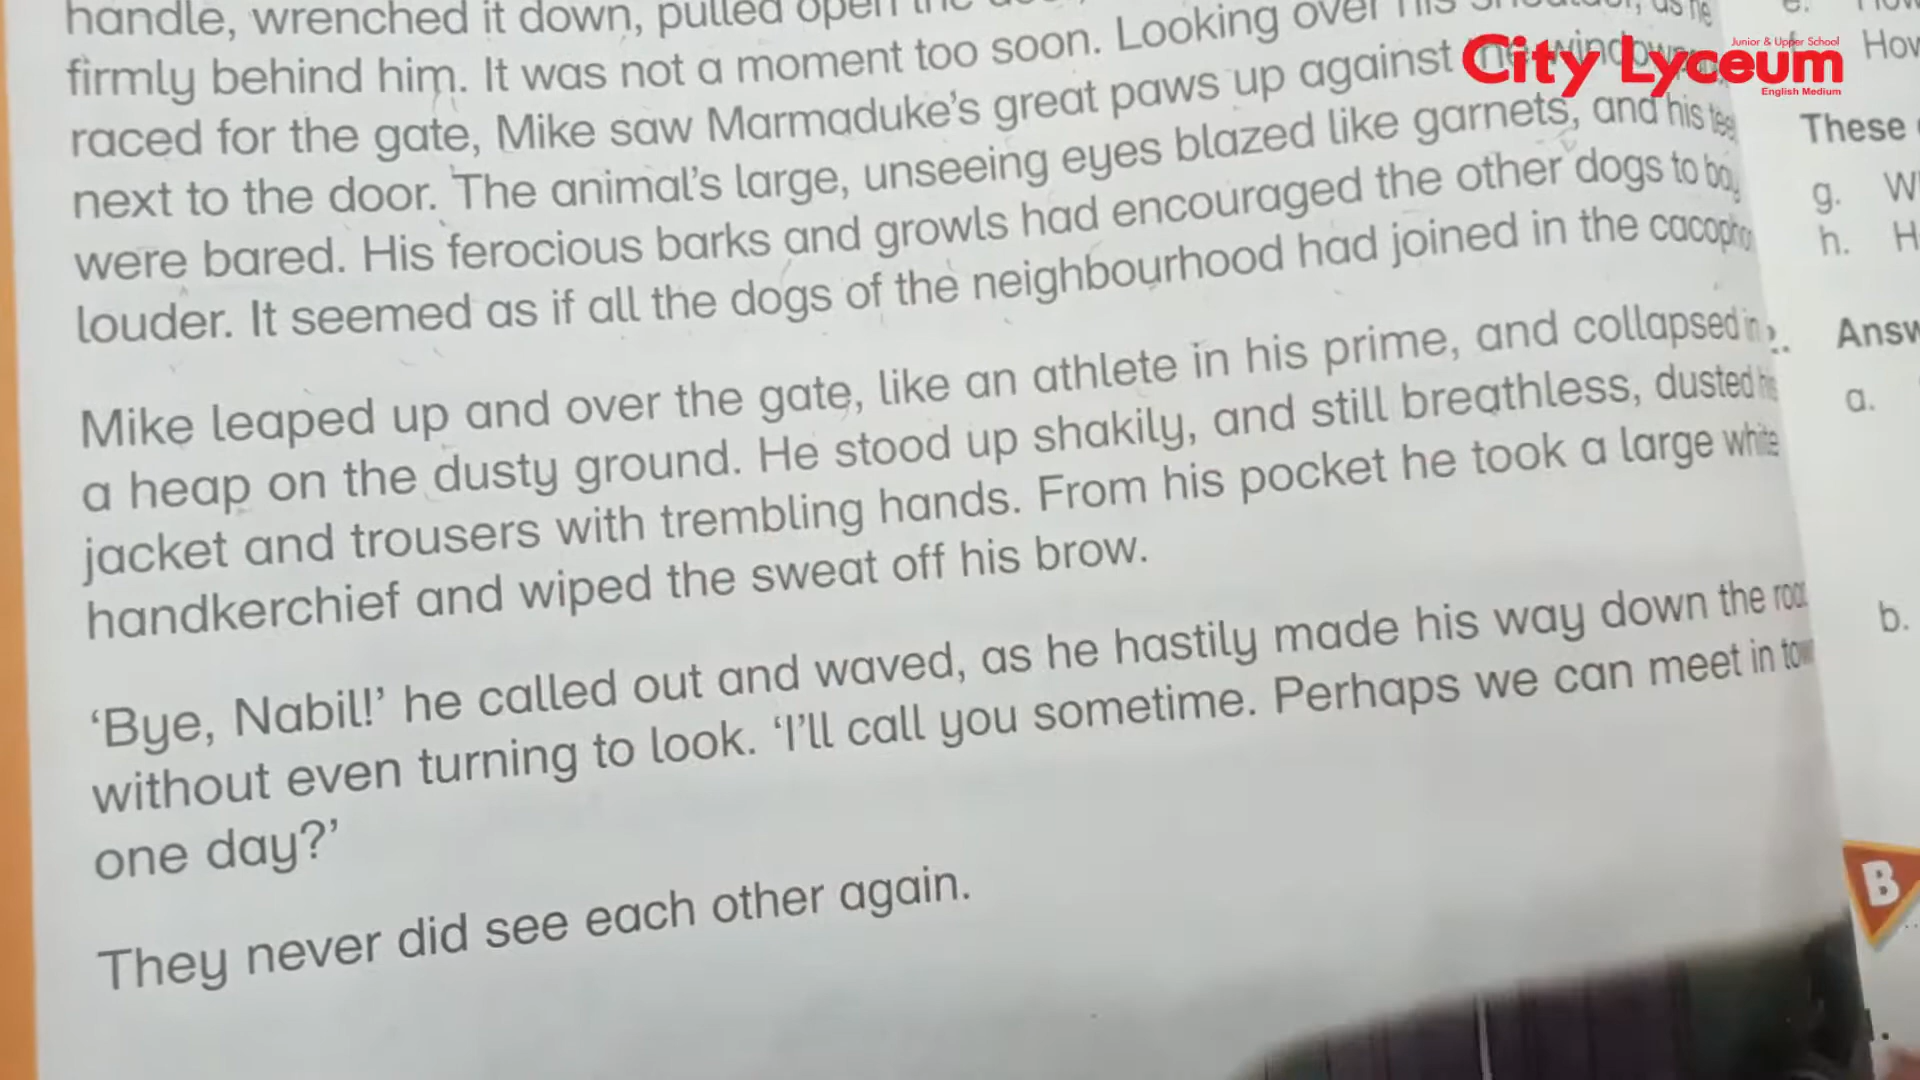 handle, wrenched it down, pulled open the
firmly behind him. It was not a moment too soon. Looking over his shoulder, as he
raced for the gate, Mike saw Marmaduke's great paws up against the window
next to the door. The animal's large, unseeing eyes blazed like garnets, and his
were bared. His ferocious barks and growls had encouraged the other dogs to
louder. It seemed as if all the dogs of the neighbourhood had joined in the
Mike leaped up and over the gate, like an athlete in his prime, and collapsed in
a heap on the dusty ground. He stood up shakily, and still breathless, dusted his
jacket and trousers with trembling hands. From his pocket he took a large white
handkerchief and wiped the sweat off his brow.
'Bye, Nabil!' he called out and waved, as he hastily made his way down the road
without even turning to look. 'I'll call you sometime. Perhaps we can meet in
one day?'
They never did see each other again.
Junior & Upper School
City Lyceum
English Medium
e.
How
These
g.
h.
a.
b.
B